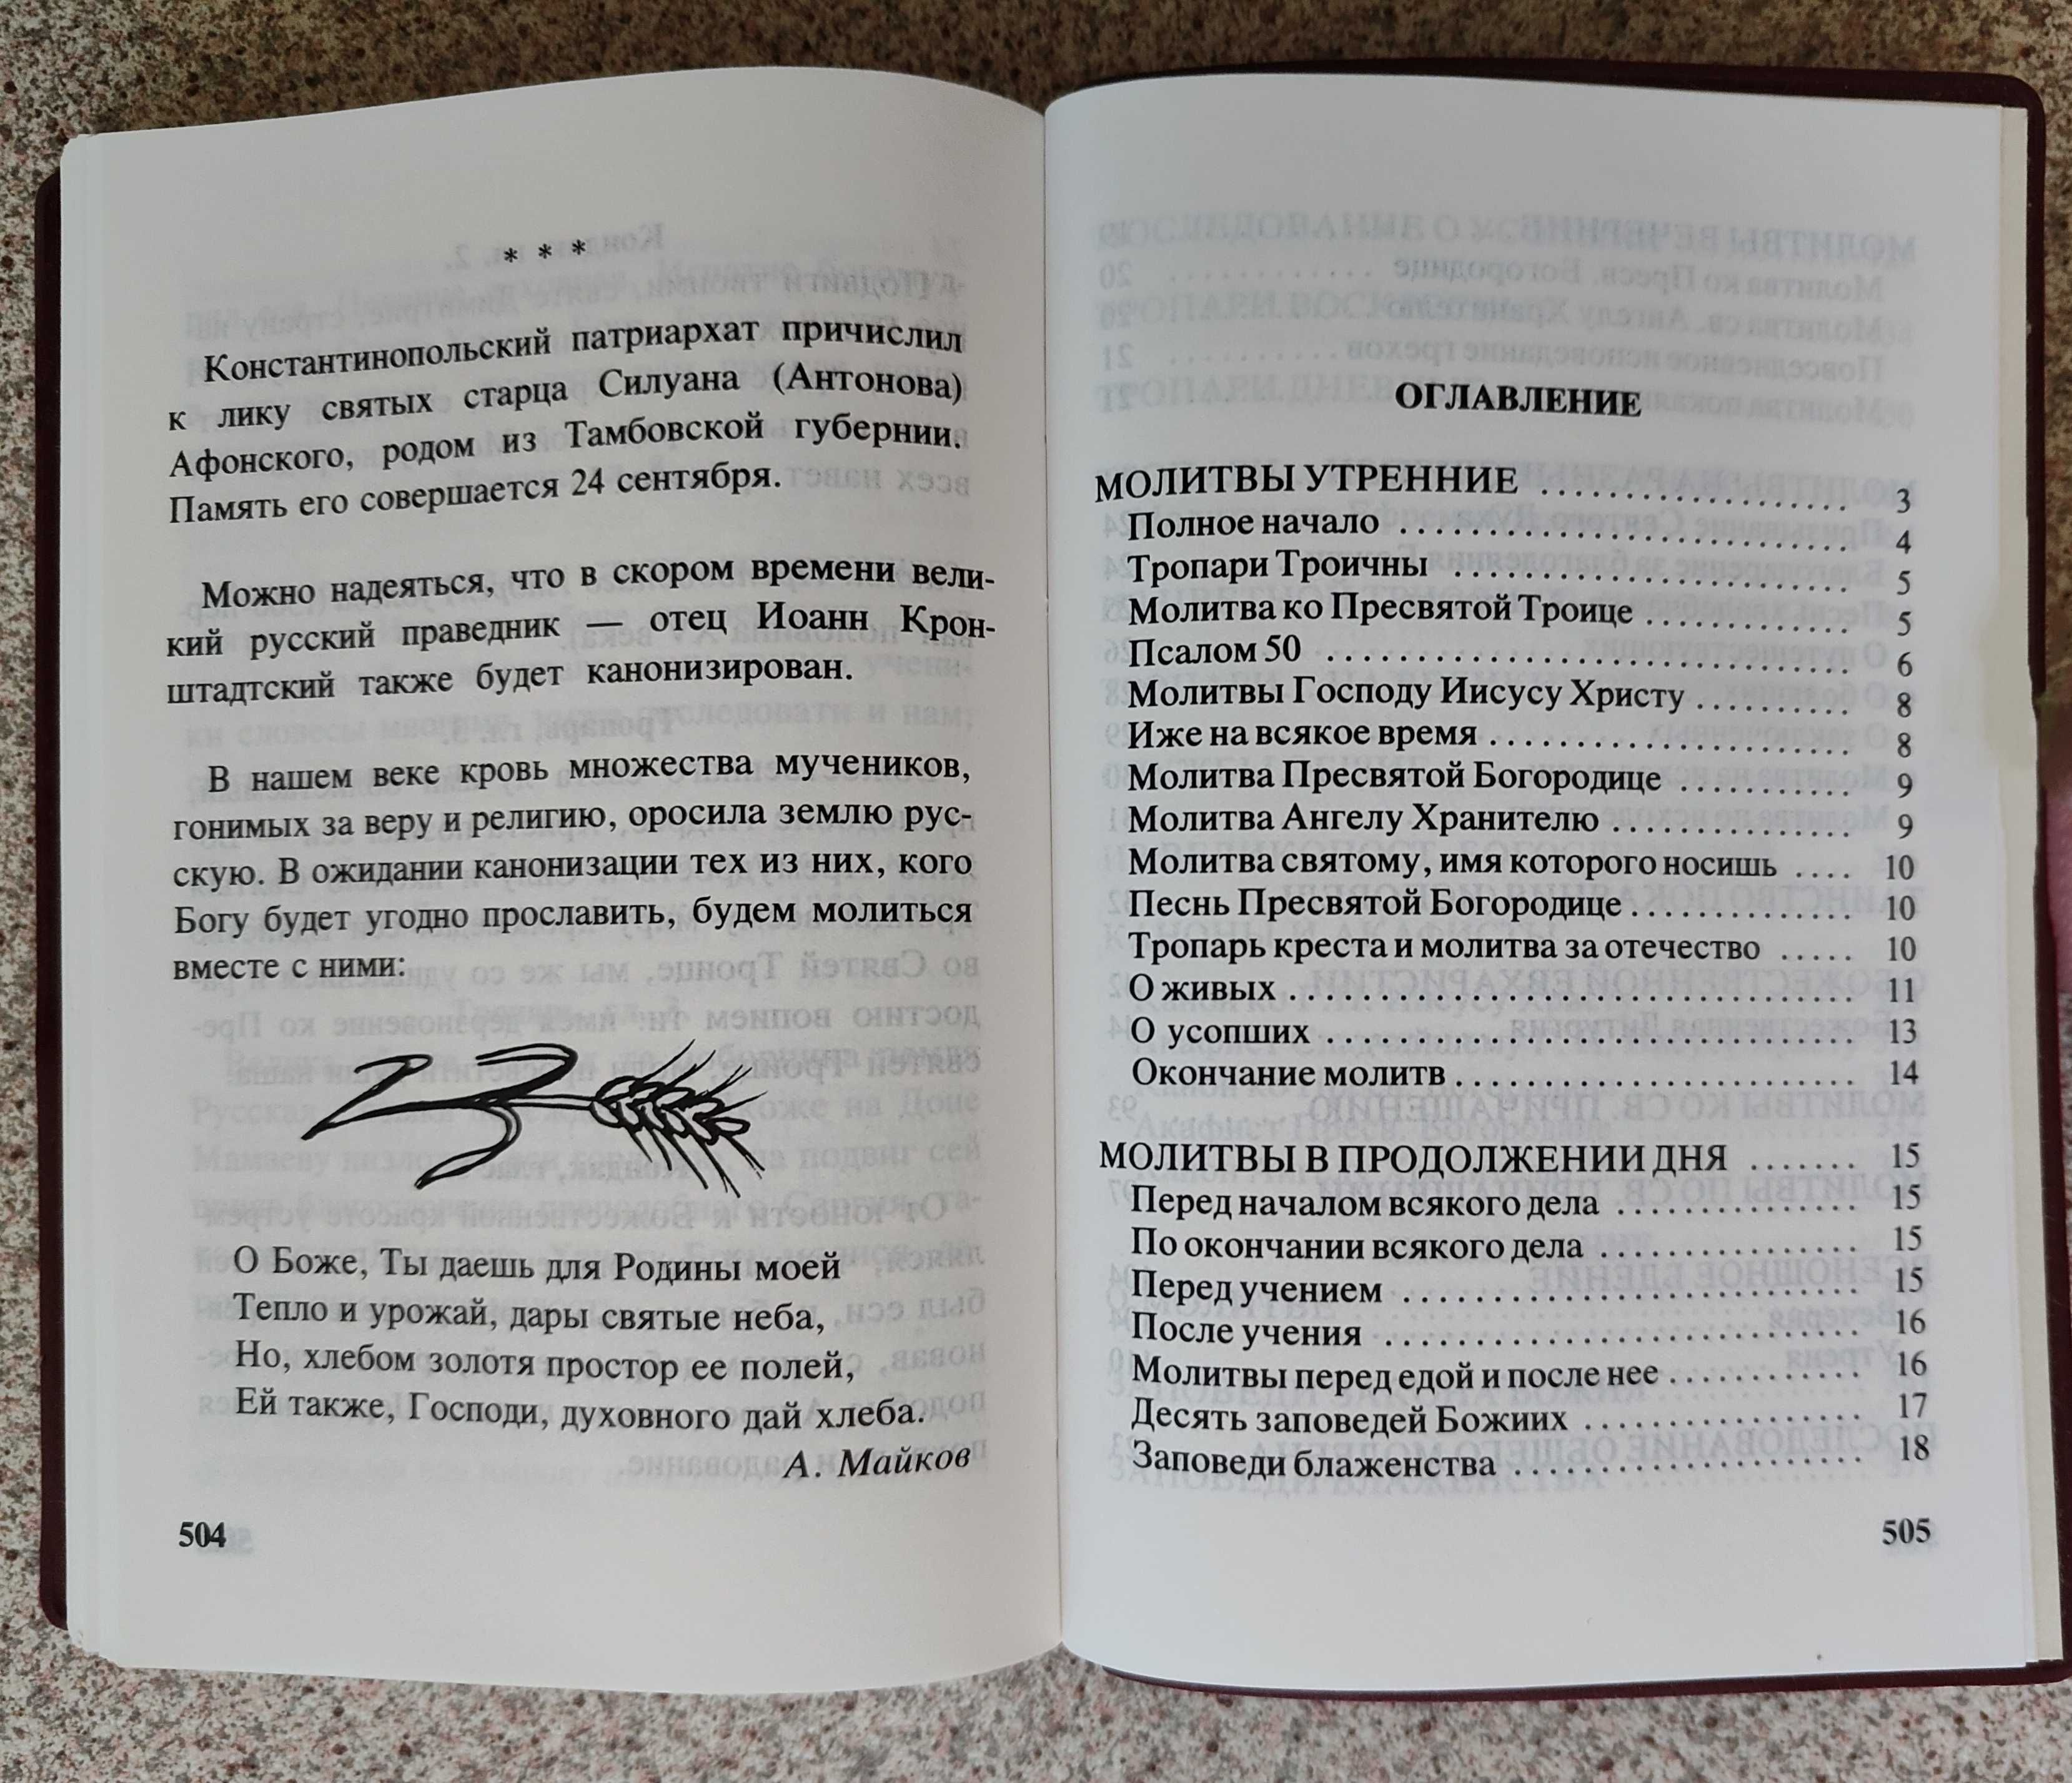 * * *
Константинопольский патриархат причислил
к лику святых старца Силуана (Антонова)
Афонского, родом из Тамбовской губернии.
Память его совершается 24 сентября.
Можно надеяться, что в скором времени вели-
кий русский праведник — отец Иоанн Крон-
штадтский также будет канонизирован.
В нашем веке кровь множества мучеников,
гонимых за веру и религию, оросила землю рус-
скую. В ожидании канонизации тех из них, кого
Богу будет угодно прославить, будем молиться
вместе с ними:
О Боже, Ты даешь для Родины моей
Тепло и урожай, дары святые неба,
Но, хлебом золотя простор ее полей,
Ей также, Господи, духовного дай хлеба.
А. Майков
504
ОГЛАВЛЕНИЕ
МОЛИТВЫ УТРЕННИЕ .................. 3
Полное начало ........................... 4
Тропари Троичны ........................ 5
Молитва ко Пресвятой Троице ............ 5
Псалом 50 ............................... 6
Молитвы Господу Иисусу Христу .......... 8
Иже на всякое время ..................... 8
Молитва Пресвятой Богородице ........... 9
Молитва Ангелу Хранителю .............. 9
Молитва святому, имя которого носишь .... 10
Песнь Пресвятой Богородице ............. 10
Тропарь креста и молитва за отечество ..... 10
О живых ................................. 11
О усопших ............................... 13
Окончание молитв ....................... 14
МОЛИТВЫ В ПРОДОЛЖЕНИИ ДНЯ ....... 15
Перед началом всякого дела .............. 15
По окончании всякого дела ............... 15
Перед учением .......................... 15
После учения ........................... 16
Молитвы перед едой и после нее ........... 16
Десять заповедей Божиих ................ 17
Заповеди блаженства .................... 18
505